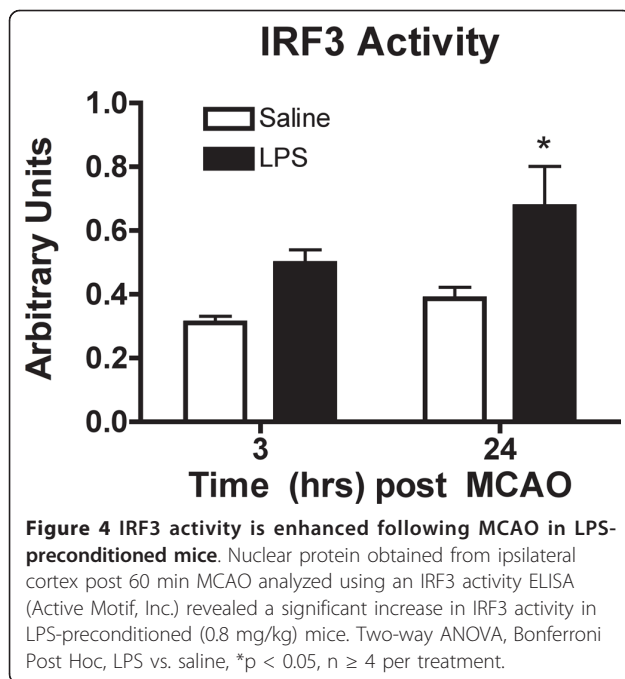 IRF3 Activity
1.0
0.8
0.6
0.4
0.2
0.0
Arbitrary Units
Saline
LPS
*
3
24
Time (hrs) post MCAO
Figure 4 IRF3 activity is enhanced following MCAO in LPS-
preconditioned mice. Nuclear protein obtained from ipsilateral
cortex post 60 min MCAO analyzed using an IRF3 activity ELISA
(Active Motif, Inc.) revealed a significant increase in IRF3 activity in
LPS-preconditioned (0.8 mg/kg) mice. Two-way ANOVA, Bonferroni
Post Hoc, LPS vs. saline, *p < 0.05, n ≥ 4 per treatment.